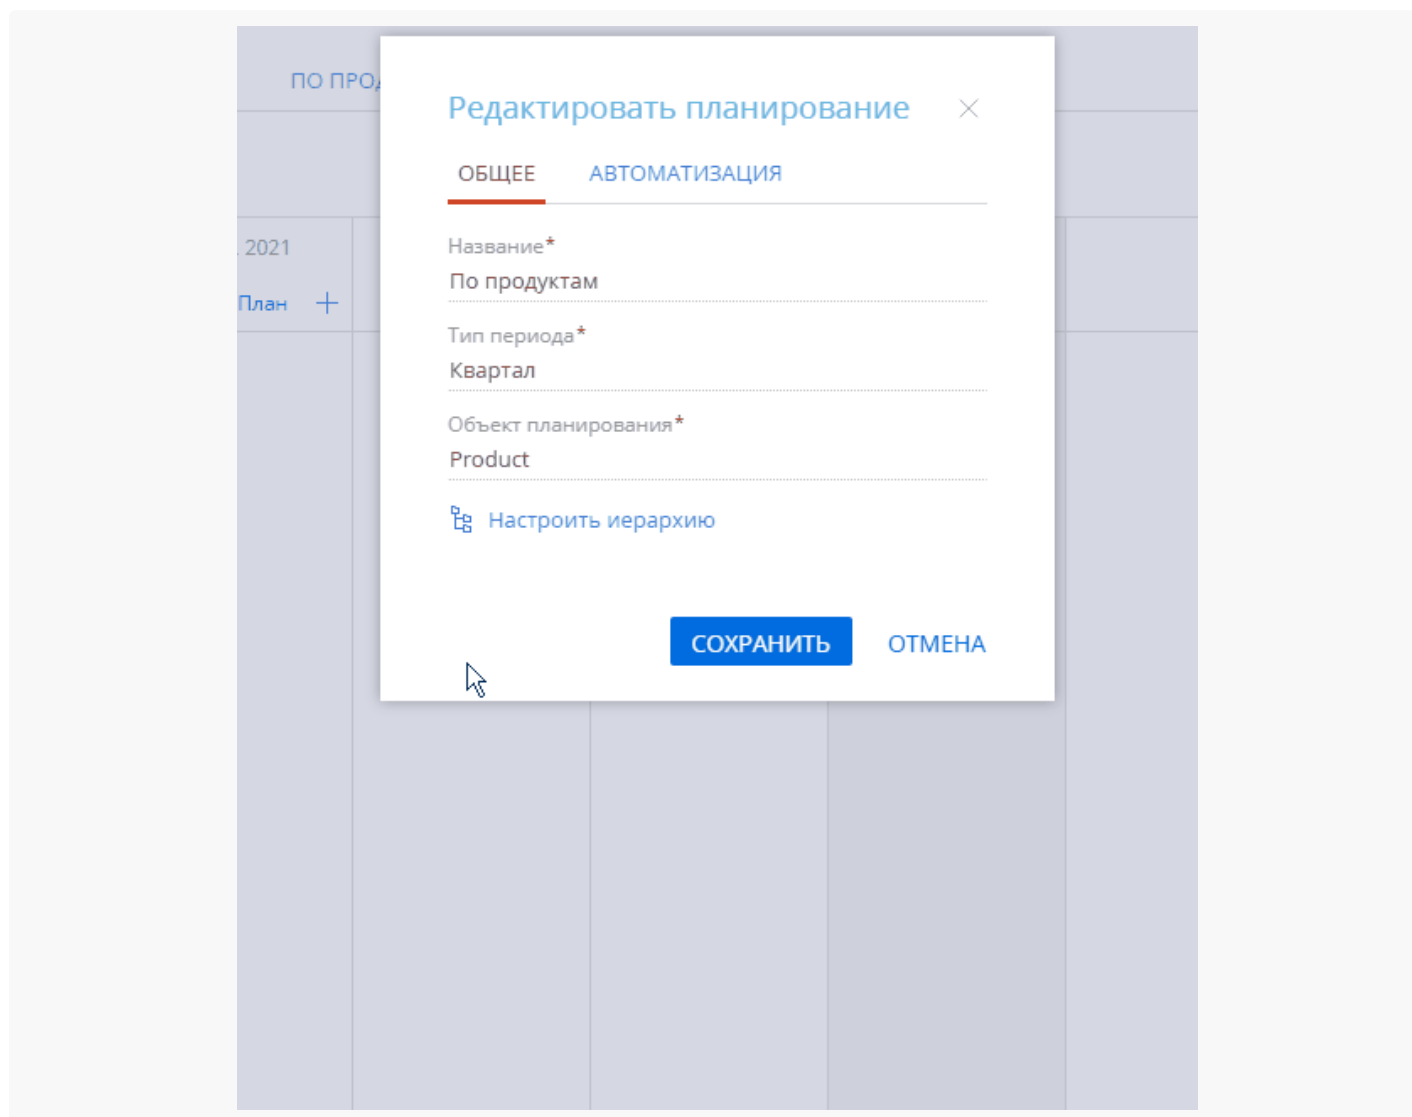 ПО ПРОД
Редактировать планирование
ОБЩЕЕ АВТОМАТИЗАЦИЯ
Название*
По продуктам
Тип периода*
Квартал
Объект планирования*
Product
Настроить иерархию
СОХРАНИТЬ ОТМЕНА
. 2021
План +